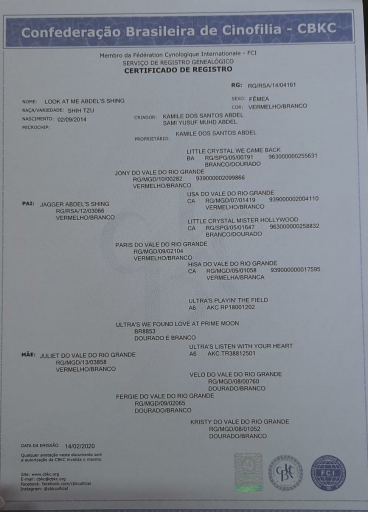 Confederação Brasileira de Cinofilia - CBKC
Membro da Fédération Cynologique Internationale - FCI
SERVIÇO DE REGISTRO GENEALÓGICO
CERTIFICADO DE REGISTRO
RG: RG/RSA/14/04161
NOME: LOOK AT ME ABDEL'S SHING
SEXO: FÊMEA
RAÇA/VARIEDADE: SHIH TZU
CRIADOR: KAMILE DOS SANTOS ABDEL
COR: VERMELHO/BRANCO
NASCIMENTO: 02/09/2014
SAMI YUSUF MUHD ABDEL
MICROCHIP:
PROPRIETÁRIO: KAMILE DOS SANTOS ABDEL
LITTLE CRYSTAL WE CAME BACK
BA RG/SPG/05/00791 963000000255631
BRANCO/DOURADO
JONY DO VALE DO RIO GRANDE
RG/MGD/10/00282 939000002099866
VERMELHO/BRANCO
USA DO VALE DO RIO GRANDE
CA RG/MGD/07/01419 939000002004110
VERMELHO/BRANCO
PAI: JAGGER ABDEL'S SHING
RG/RSA/12/03066
VERMELHO/BRANCO
LITTLE CRYSTAL MISTER HOLLYWOOD
CA RG/SPG/05/01647 963000000258832
BRANCO/DOURADO
PARIS DO VALE DO RIO GRANDE
RG/MGD/09/02104
VERMELHO/BRANCO
HISA DO VALE DO RIO GRANDE
CA RG/MGD/05/01058 939000000017595
VERMELHO/BRANCA
ULTRA'S PLAYIN' THE FIELD
A6 AKC RP18001202
ULTRA'S WE FOUND LOVE AT PRIME MOON
BR8853
DOURADO E BRANCO
ULTRA'S LISTEN WITH YOUR HEART
A6 AKC TR38812501
MÃE: JULIET DO VALE DO RIO GRANDE
RG/MGD/13/03858
VERMELHO/BRANCO
VELO DO VALE DO RIO GRANDE
RG/MGD/08/00760
DOURADO/BRANCO
FERGIE DO VALE DO RIO GRANDE
RG/MGD/09/02065
DOURADO/BRANCO
KRISTY DO VALE DO RIO GRANDE
RG/MGD/08/01052
DOURADO/BRANCO
DATA DA EMISSÃO: 14/02/2020
Qualquer anotação neste documento sem
a autorização da CBKC invalida o mesmo.
Site: www.cbkc.org
E-mail: cbkc@cbkc.org
Facebook: facebook.com/cbkcoficial
Instagram: @cbkcoficial
FCI